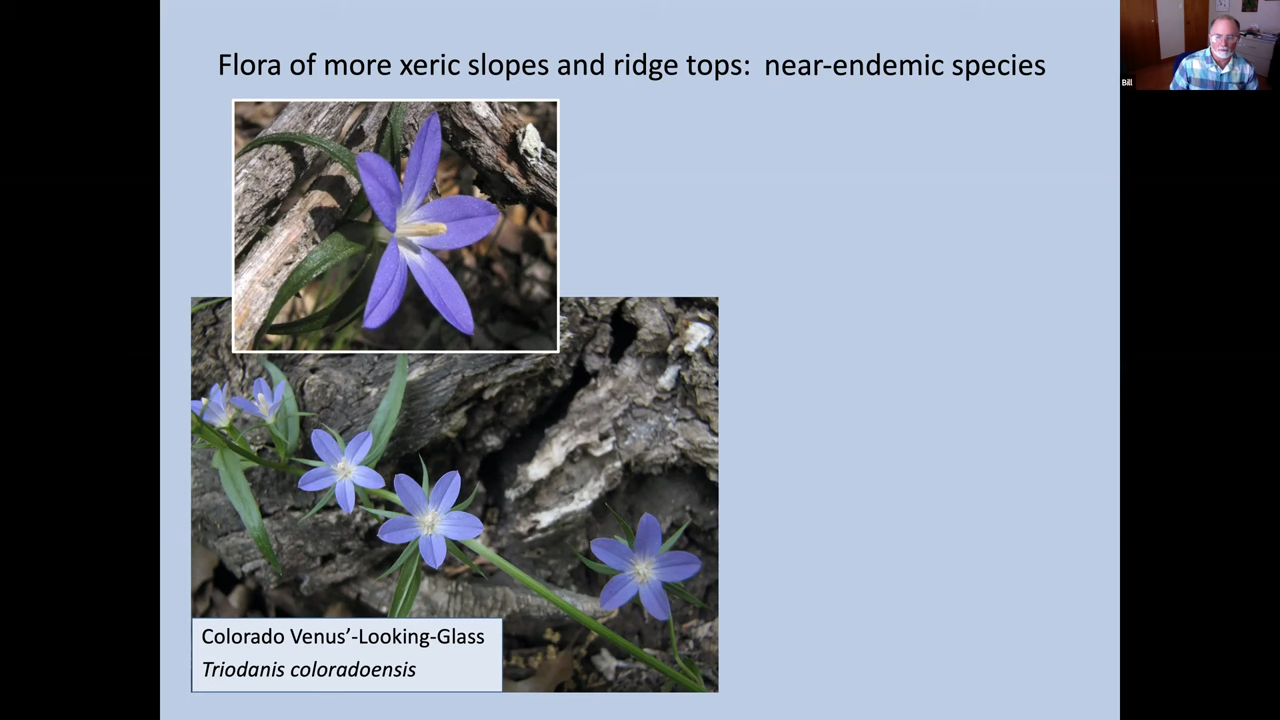 Flora of more xeric slopes and ridge tops:  near-endemic species
Bill
Colorado Venus’-Looking-Glass
Triodanis coloradoensis